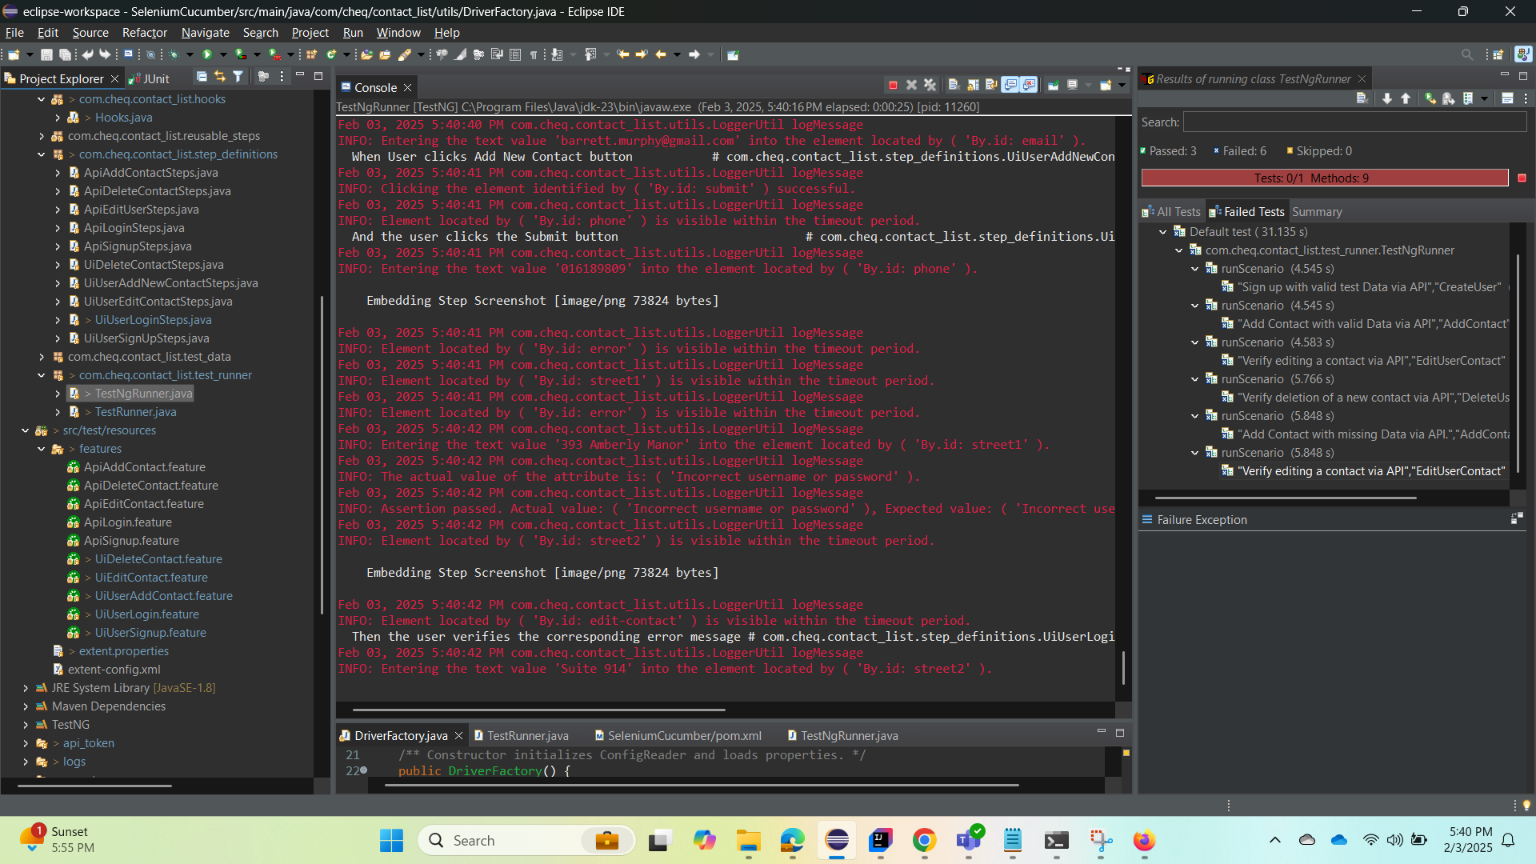 eclipse-workspace - SeleniumCucumber/src/main/java/com/cheq/contact_list/utils/DriverFactory.java - Eclipse IDE
File Edit Source Refactor Navigate Search Project Run Window Help
Project Explorer
JUnit
com.cheq.contact_list.hooks
> Hooks.java
com.cheq.contact_list.reusable_steps
> com.cheq.contact_list.step_definitions
ApiAddContactSteps.java
ApiDeleteContactSteps.java
ApiEditUserSteps.java
ApiLoginSteps.java
ApiSignupSteps.java
UiDeleteContactSteps.java
UiUserAddNewContactSteps.java
UiUserEditContactSteps.java
> UiUserLoginSteps.java
UiUserSignUpSteps.java
com.cheq.contact_list.test_data
> com.cheq.contact_list.test_runner
> TestNgRunner.java
> TestRunner.java
> src/test/resources
> features
ApiAddContact.feature
ApiDeleteContact.feature
ApiEditContact.feature
ApiLogin.feature
ApiSignup.feature
> UiDeleteContact.feature
> UiEditContact.feature
> UiUserAddContact.feature
> UiUserLogin.feature
> UiUserSignup.feature
> extent.properties
extent-config.xml
JRE System Library [JavaSE-1.8]
Maven Dependencies
TestNG
> api_token
> logs
Console
TestNgRunner [TestNG] C:\Program Files\Java\jdk-23\bin\javaw.exe (Feb 3, 2025, 5:40:16 PM elapsed: 0:00:25) [pid: 11260]
Feb 03, 2025 5:40:40 PM com.cheq.contact_list.utils.LoggerUtil logMessage
INFO: Entering the text value 'barrett.murphy@gmail.com' into the element located by ( 'By.id: email' ).
When User clicks Add New Contact button # com.cheq.contact_list.step_definitions.UiUserAddNewCon
Feb 03, 2025 5:40:41 PM com.cheq.contact_list.utils.LoggerUtil logMessage
INFO: Clicking the element identified by ( 'By.id: submit' ) successful.
Feb 03, 2025 5:40:41 PM com.cheq.contact_list.utils.LoggerUtil logMessage
INFO: Element located by ( 'By.id: phone' ) is visible within the timeout period.
And the user clicks the Submit button # com.cheq.contact_list.step_definitions.Ui
Feb 03, 2025 5:40:41 PM com.cheq.contact_list.utils.LoggerUtil logMessage
INFO: Entering the text value '016189809' into the element located by ( 'By.id: phone' ).
Embedding Step Screenshot [image/png 73824 bytes]
Feb 03, 2025 5:40:41 PM com.cheq.contact_list.utils.LoggerUtil logMessage
INFO: Element located by ( 'By.id: error' ) is visible within the timeout period.
Feb 03, 2025 5:40:41 PM com.cheq.contact_list.utils.LoggerUtil logMessage
INFO: Element located by ( 'By.id: street1' ) is visible within the timeout period.
Feb 03, 2025 5:40:41 PM com.cheq.contact_list.utils.LoggerUtil logMessage
INFO: Element located by ( 'By.id: error' ) is visible within the timeout period.
Feb 03, 2025 5:40:42 PM com.cheq.contact_list.utils.LoggerUtil logMessage
INFO: Entering the text value '393 Amberly Manor' into the element located by ( 'By.id: street1' ).
Feb 03, 2025 5:40:42 PM com.cheq.contact_list.utils.LoggerUtil logMessage
INFO: The actual value of the attribute is: ( 'Incorrect username or password' ).
Feb 03, 2025 5:40:42 PM com.cheq.contact_list.utils.LoggerUtil logMessage
INFO: Assertion passed. Actual value: ( 'Incorrect username or password' ), Expected value: ( 'Incorrect use
Feb 03, 2025 5:40:42 PM com.cheq.contact_list.utils.LoggerUtil logMessage
INFO: Element located by ( 'By.id: street2' ) is visible within the timeout period.
Embedding Step Screenshot [image/png 73824 bytes]
Feb 03, 2025 5:40:42 PM com.cheq.contact_list.utils.LoggerUtil logMessage
INFO: Element located by ( 'By.id: edit-contact' ) is visible within the timeout period.
Then the user verifies the corresponding error message # com.cheq.contact_list.step_definitions.UiUserLogi
Feb 03, 2025 5:40:42 PM com.cheq.contact_list.utils.LoggerUtil logMessage
INFO: Entering the text value 'Suite 914' into the element located by ( 'By.id: street2' ).
DriverFactory.java
TestRunner.java
SeleniumCucumber/pom.xml
TestNgRunner.java
21 /** Constructor initializes ConfigReader and loads properties. */
22 public DriverFactory() {
Results of running class TestNgRunner
Search:
Passed: 3 Failed: 6 Skipped: 0
Tests: 0/1 Methods: 9
All Tests Failed Tests Summary
Default test ( 31.135 s)
com.cheq.contact_list.test_runner.TestNgRunner
runScenario (4.545 s)
"Sign up with valid test Data via API","CreateUser"
runScenario (4.545 s)
"Add Contact with valid Data via API","AddContact"
runScenario (4.583 s)
"Verify editing a contact via API","EditUserContact"
runScenario (5.766 s)
"Verify deletion of a new contact via API","DeleteUs
runScenario (5.848 s)
"Add Contact with missing Data via API.","AddConta
runScenario (5.848 s)
"Verify editing a contact via API","EditUserContact"
Failure Exception
1
Sunset
5:55 PM
Search
5:40 PM
2/3/2025